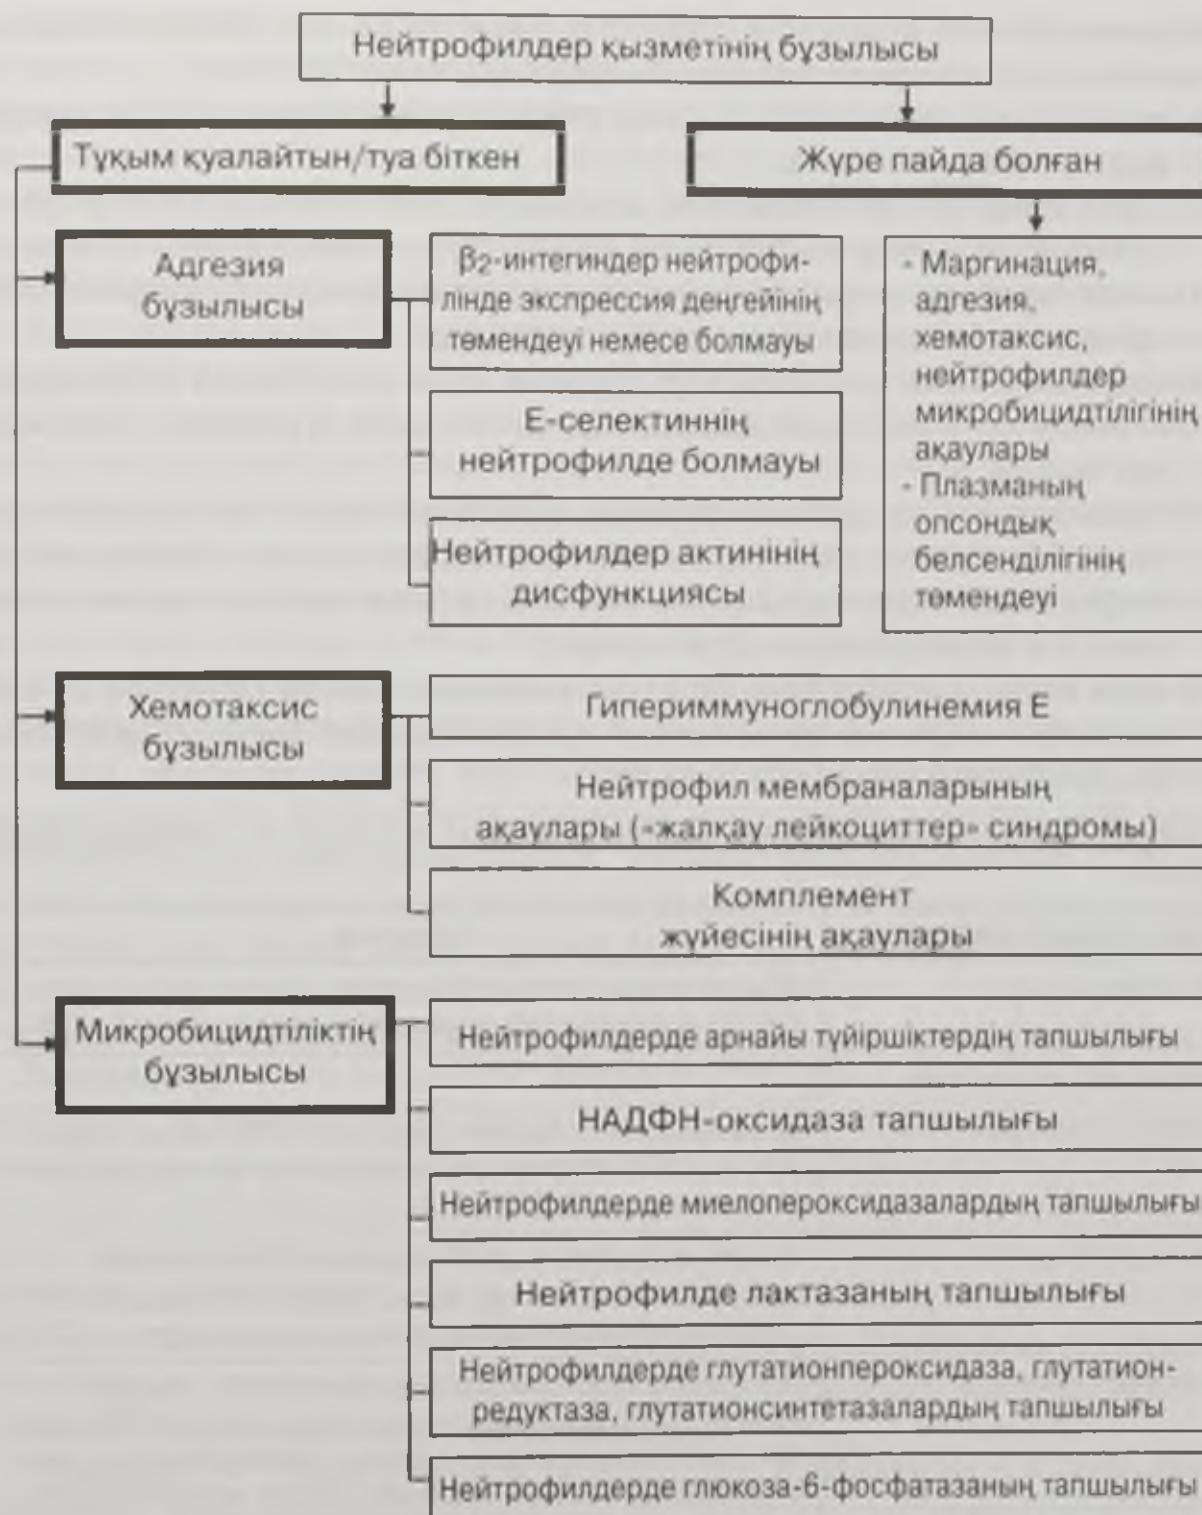 Нейтрофилдер қызметінің бұзылысы
Тұқым қуалайтын/туа біткен
Жүре пайда болған
Адгезия
бұзылысы
β2-интегиндер нейтрофи-
лінде экспрессия деңгейінің
төмендеуі немесе болмауы
Е-селектиннің
нейтрофилде болмауы
Нейтрофилдер актинінің
дисфункциясы
- Маргинация,
адгезия,
хемотаксис,
нейтрофилдер
микробицидтілігінің
ақаулары
- Плазманың
опсондық
белсенділігінің
төмендеуі
Хемотаксис
бұзылысы
Гипериммуноглобулинемия Е
Нейтрофил мембраналарының
ақаулары («жалқау лейкоциттер» синдромы)
Комплемент
жүйесінің ақаулары
Микробицидтіліктің
бұзылысы
Нейтрофилдерде арнайы түйіршіктердің тапшылығы
НАДФН-оксидаза тапшылығы
Нейтрофилдерде миелопероксидазалардың тапшылығы
Нейтрофилде лактазаның тапшылығы
Нейтрофилдерде глутатионпероксидаза, глутатион-
редуктаза, глутатионсинтетазалардың тапшылығы
Нейтрофилдерде глюкоза-6-фосфатазаның тапшылығы